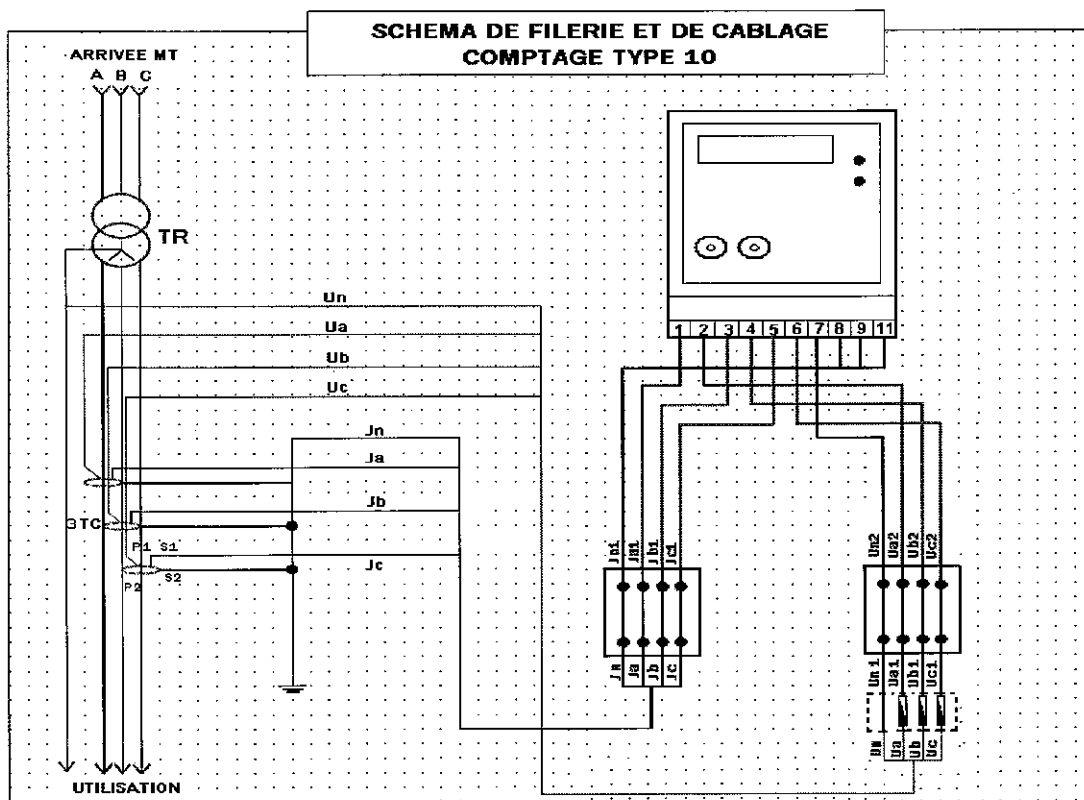 SCHEMA DE FILERIE ET DE CABLAGE
COMPTAGE TYPE 10
ARRIVEE MT
A B C
TR
Un
Ua
Ub
Uc
Jn
Ja
Jb
Jc
3TC
P1 S1
S2
P2
UTILISATION
1 2 3 4 5 6 7 8 9 11
Jn1 Ja1 Jb1 Jc1
Jn Ja Jb Jc
Un2 Ua2 Ub2 Uc2
Un1 Ua1 Ub1 Uc1
Un Ua Ub Uc